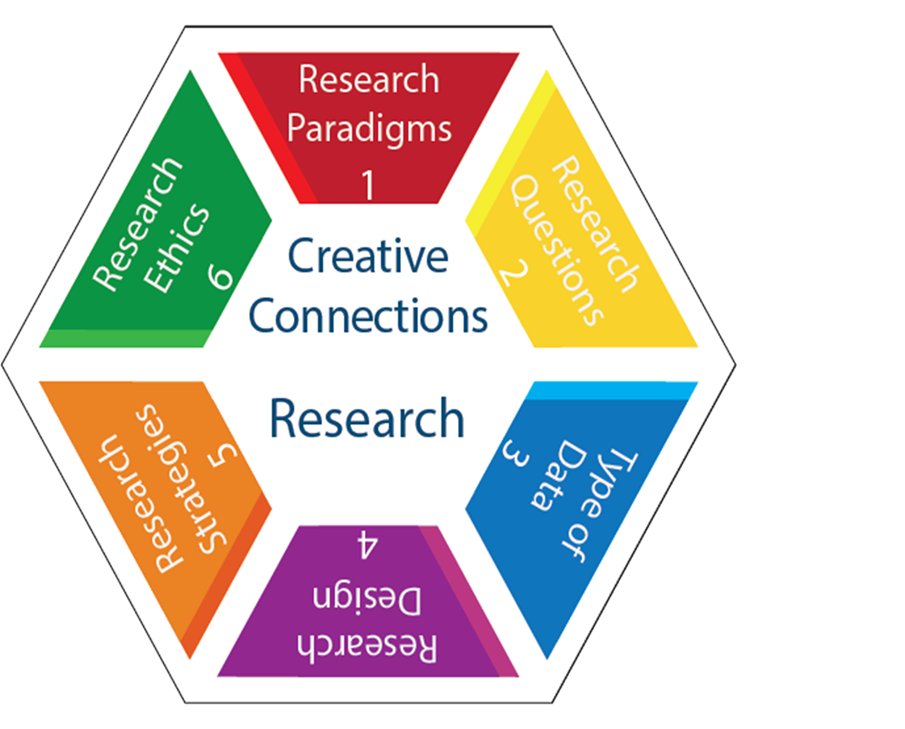 Research
Paradigms
1
Research
Questions
2
Type of
Data
3
Research
Design
4
Research
Strategies
5
Research
Ethics
6
Creative
Connections
Research